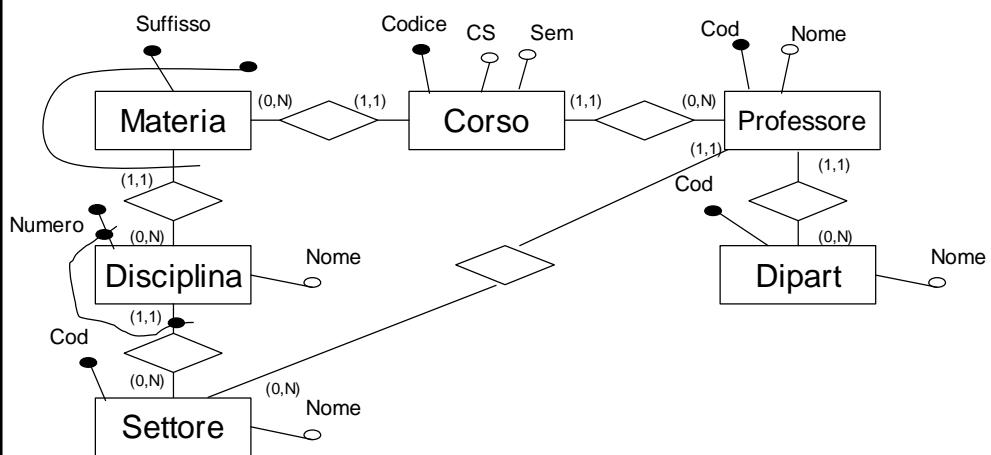 Suffisso
Codice
CS
Sem
Cod
Nome
Materia
(0,N)
(1,1)
Corso
(1,1)
(0,N)
Professore
(1,1)
(1,1)
(1,1)
Cod
Numero
(0,N)
(0,N)
Disciplina
Nome
Dipart
Nome
(1,1)
Cod
(0,N)
(0,N)
Settore
Nome